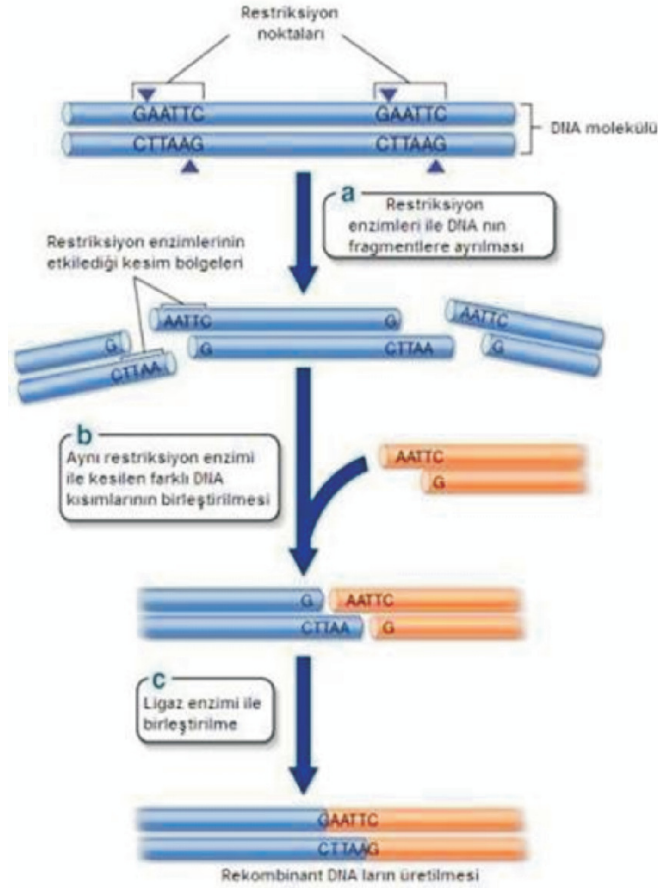 Restriksiyon
noktaları
GAATTC GAATTC
CTTAAG CTTAAG
DNA molekülü
a
Restriksiyon
enzimleri ile DNA nın
fragmentlere ayrılması
Restriksiyon enzimlerinin
etkilediği kesim bölgeleri
AATTC G
G CTTAA
G
CTTAA
AATTC
G
b
Aynı restriksiyon enzimi
ile kesilen farklı DNA
kısımlarının birleştirilmesi
AATTC
G
G AATTC
CTTAA G
c
Ligaz enzimi ile
birleştirilme
GAATTC
CTTAAG
Rekombinant DNA ların üretilmesi